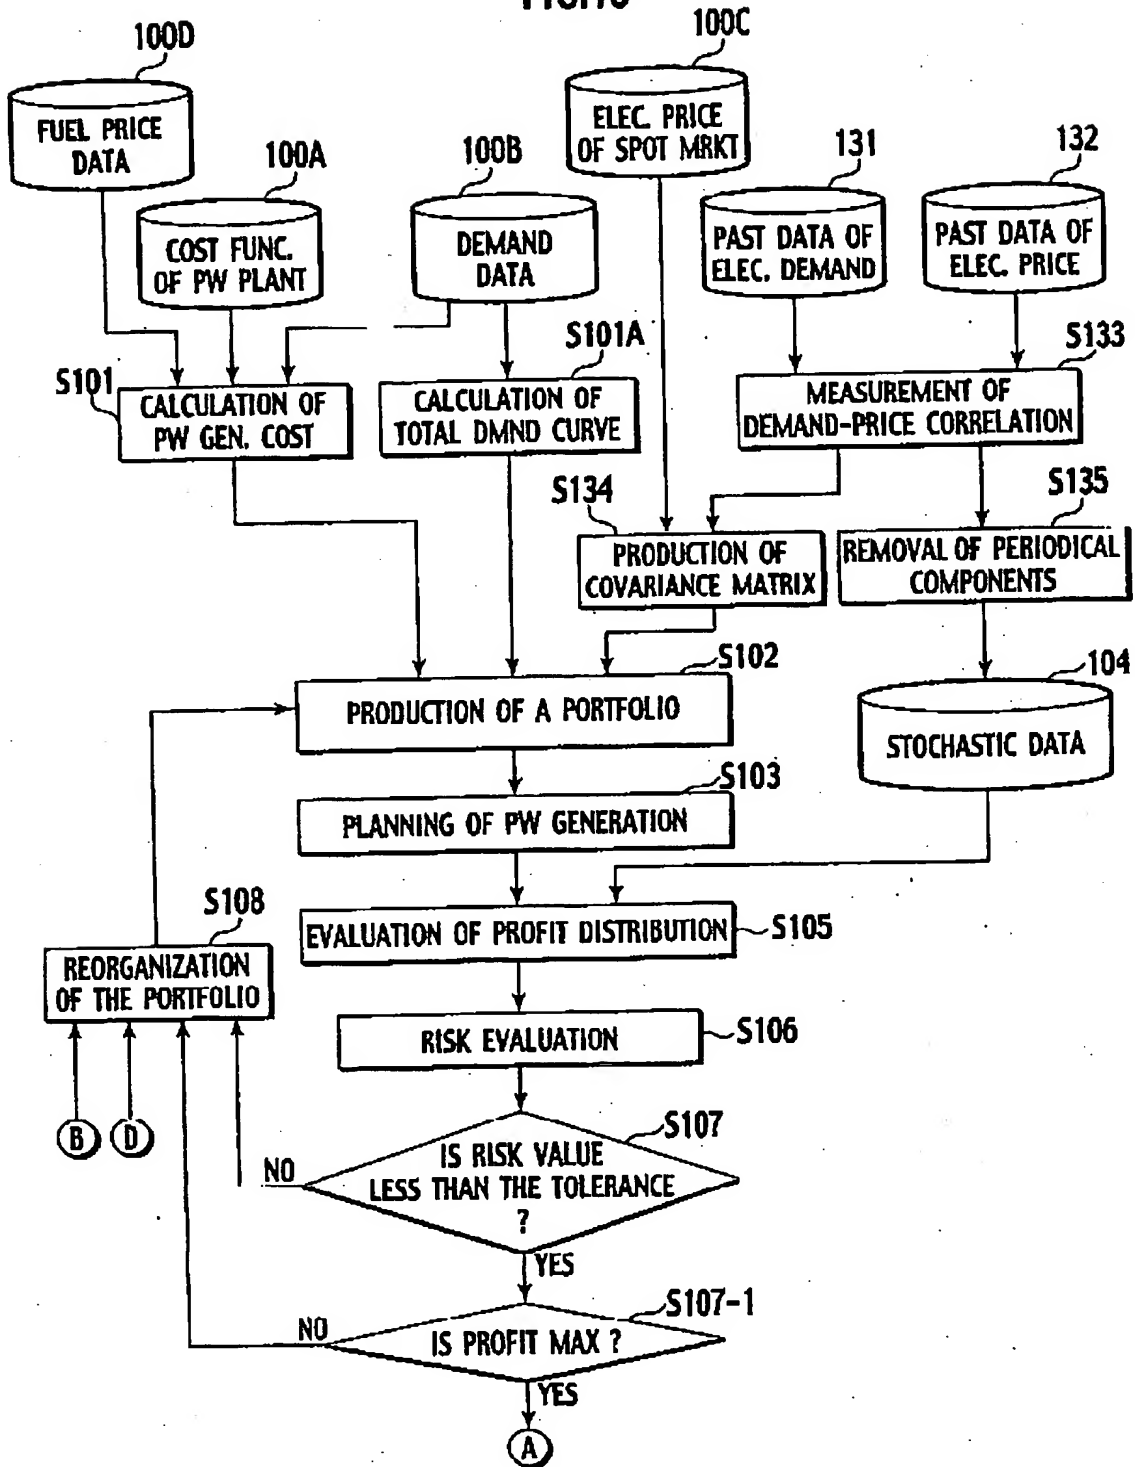 100D
100C
FUEL PRICE
DATA
ELEC. PRICE
OF SPOT MRKT
100A
100B
131
132
COST FUNC.
OF PW PLANT
DEMAND
DATA
PAST DATA OF
ELEC. DEMAND
PAST DATA OF
ELEC. PRICE
S101
S101A
S133
CALCULATION OF
PW GEN. COST
CALCULATION OF
TOTAL DMND CURVE
MEASUREMENT OF
DEMAND-PRICE CORRELATION
S134
S135
PRODUCTION OF
COVARIANCE MATRIX
REMOVAL OF PERIODICAL
COMPONENTS
S102
104
PRODUCTION OF A PORTFOLIO
STOCHASTIC DATA
S103
PLANNING OF PW GENERATION
S108
EVALUATION OF PROFIT DISTRIBUTION
S105
REORGANIZATION
OF THE PORTFOLIO
RISK EVALUATION
S106
B
D
S107
NO
IS RISK VALUE
LESS THAN THE TOLERANCE
?
YES
S107-1
NO
IS PROFIT MAX ?
YES
A